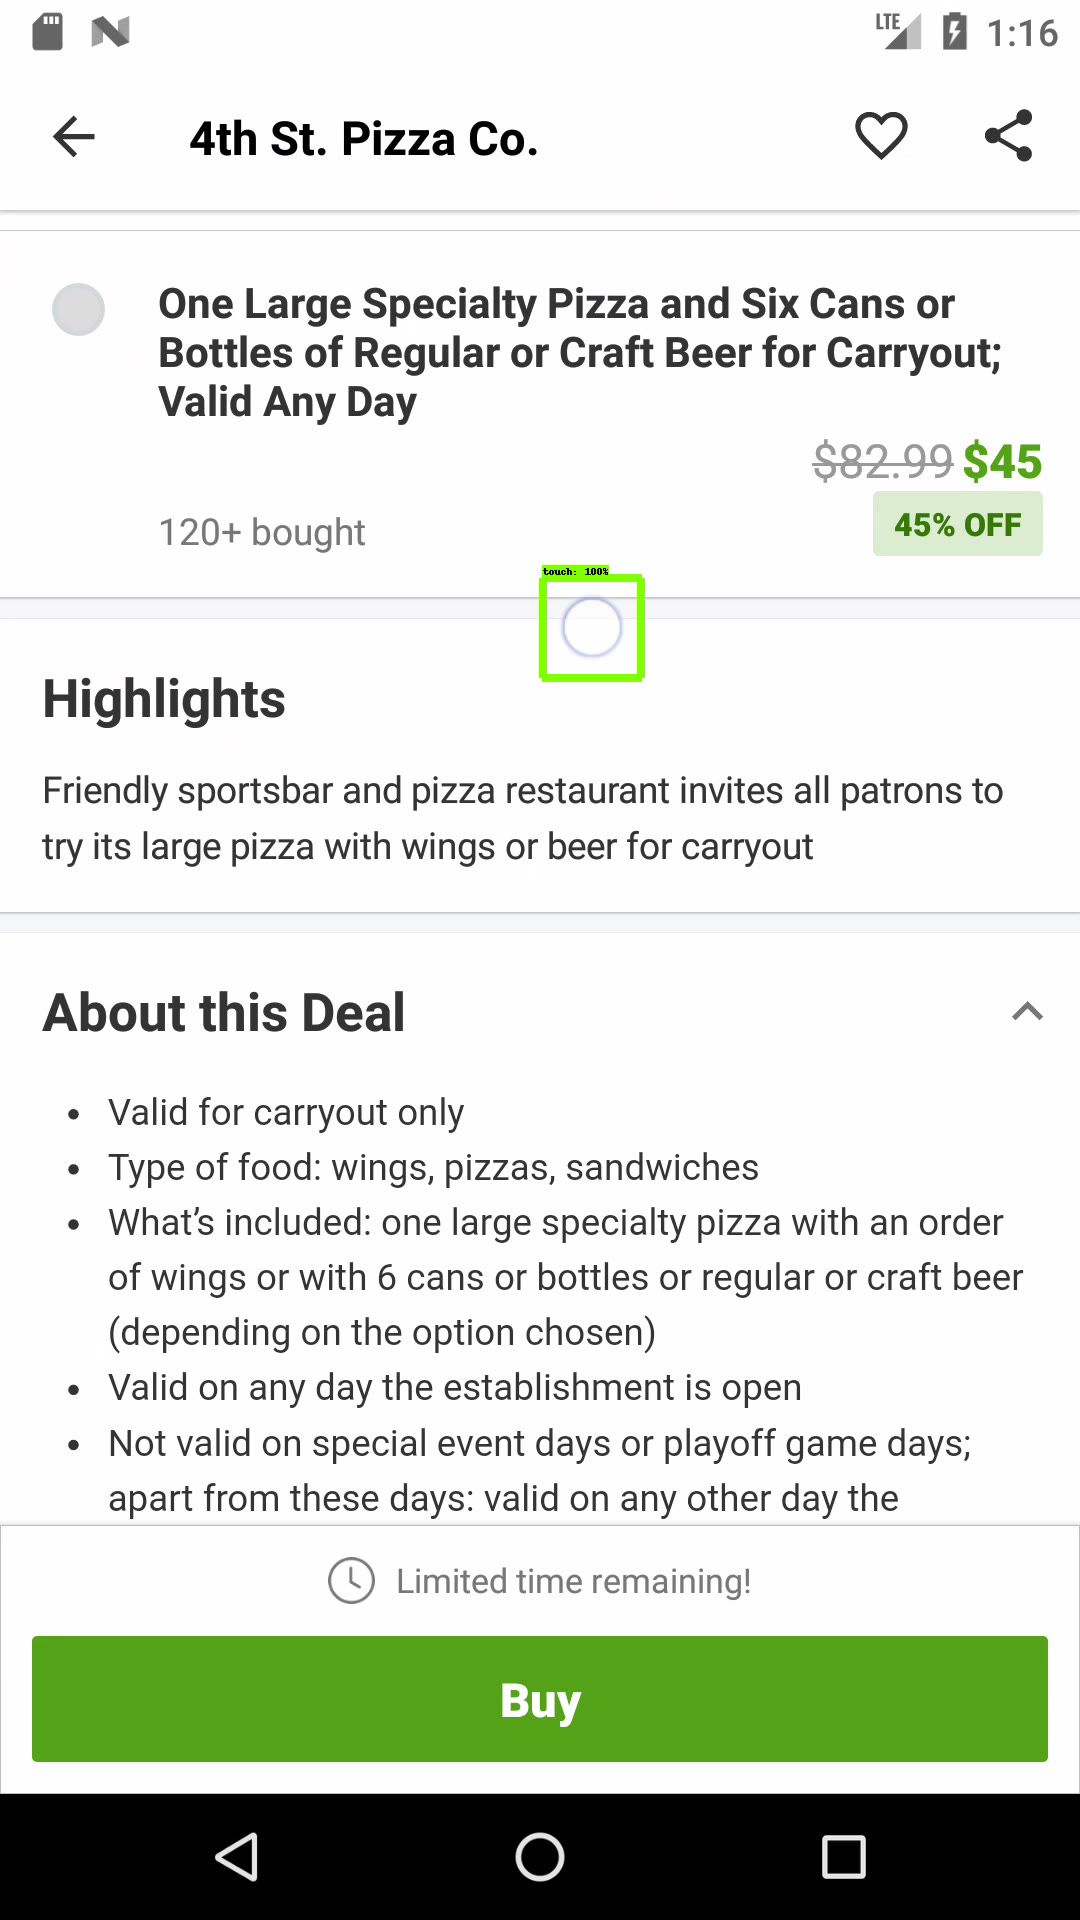 LTE 1:16
4th St. Pizza Co.
One Large Specialty Pizza and Six Cans or
Bottles of Regular or Craft Beer for Carryout;
Valid Any Day
$82.99 $45
45% OFF
120+ bought
touch: 100%
Highlights
Friendly sportsbar and pizza restaurant invites all patrons to
try its large pizza with wings or beer for carryout
About this Deal
• Valid for carryout only
• Type of food: wings, pizzas, sandwiches
• What’s included: one large specialty pizza with an order
of wings or with 6 cans or bottles or regular or craft beer
(depending on the option chosen)
• Valid on any day the establishment is open
• Not valid on special event days or playoff game days;
apart from these days: valid on any other day the
Limited time remaining!
Buy